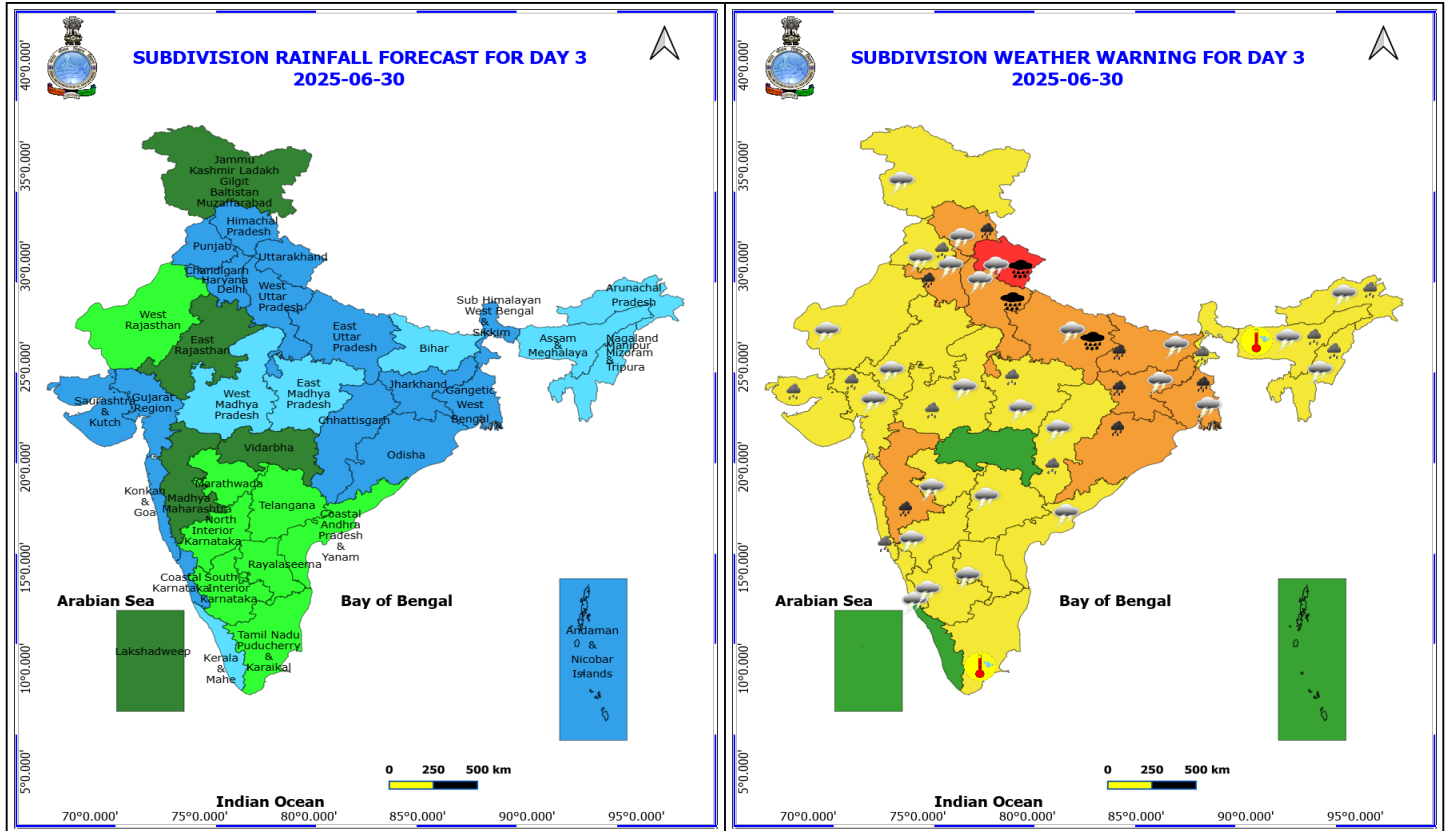 SUBDIVISION RAINFALL FORECAST FOR DAY 3
2025-06-30
40°0.000'
35°0.000'
30°0.000'
25°0.000'
20°0.000'
15°0.000'
10°0.000'
5°0.000'
Jammu
Kashmir Ladakh
Gilgit
Baltistan
Muzaffarabad
Himachal
Pradesh
Punjab
Uttarakhand
Chandigarh
Haryana
Delhi
West
Uttar
Pradesh
West
Rajasthan
East
Rajasthan
East
Uttar
Pradesh
Bihar
Sub Himalayan
West Bengal
&
Sikkim
Arunachal
Pradesh
Assam
&
Meghalaya
Nagaland
Manipur
Mizoram
&
Tripura
Saurashtra
&
Kutch
Gujarat
Region
West
Madhya
Pradesh
East
Madhya
Pradesh
Jharkhand
Gangetic
West
Bengal
Chhattisgarh
Odisha
Vidarbha
Konkan
&
Goa
Madhya
Maharashtra
Marathwada
Telangana
North
Interior
Karnataka
Coastal
Andhra
Pradesh
&
Yanam
Rayalaseema
Coastal
Karnataka
South
Interior
Karnataka
Tamil Nadu
Puducherry
&
Karaikal
Kerala
&
Mahe
Lakshadweep
Andaman
&
Nicobar
Islands
Arabian Sea
Bay of Bengal
0 250 500 km
Indian Ocean
70°0.000' 75°0.000' 80°0.000' 85°0.000' 90°0.000' 95°0.000'
SUBDIVISION WEATHER WARNING FOR DAY 3
2025-06-30
40°0.000'
35°0.000'
30°0.000'
25°0.000'
20°0.000'
15°0.000'
10°0.000'
5°0.000'
Arabian Sea
Bay of Bengal
0 250 500 km
Indian Ocean
70°0.000' 75°0.000' 80°0.000' 85°0.000' 90°0.000' 95°0.000'